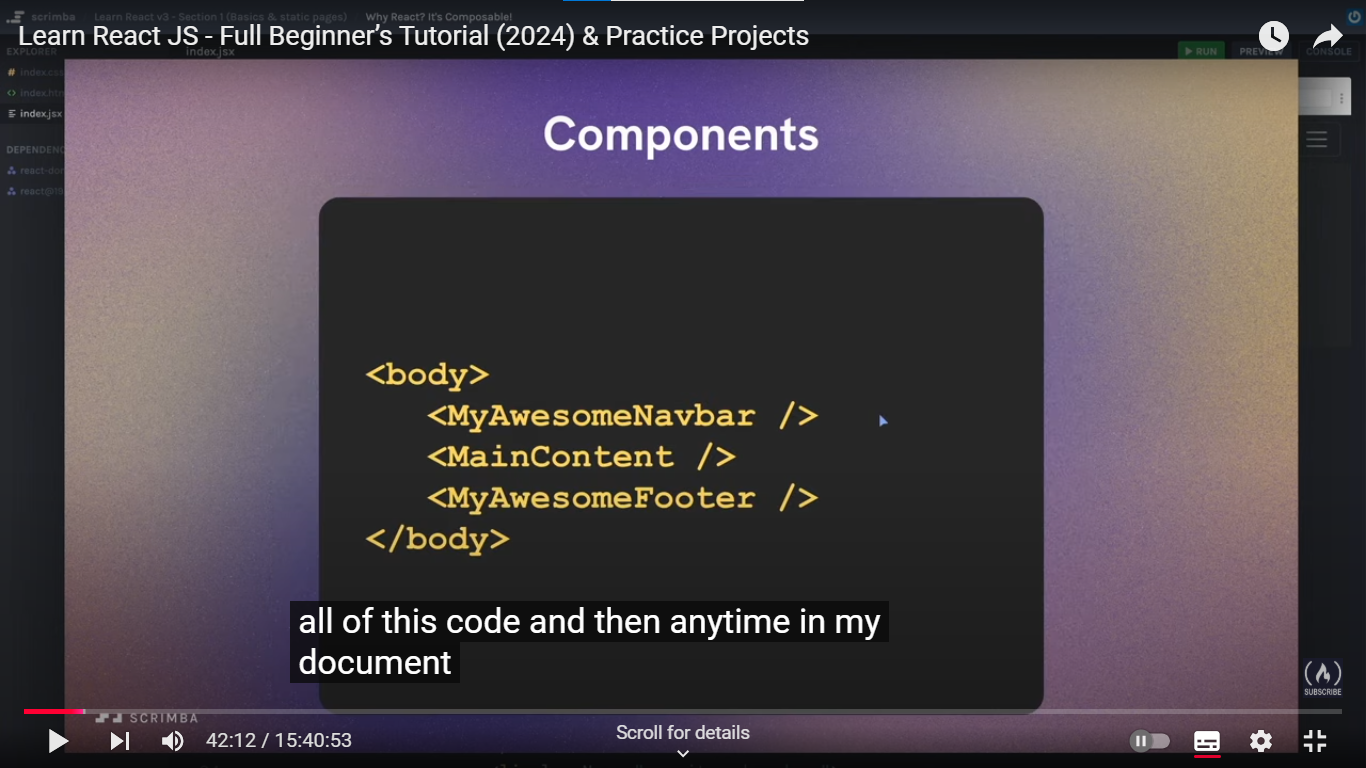 scrimba Learn React v3 - Section 1 (Basics & static pages) Why React? It's Composable!
Learn React JS - Full Beginner’s Tutorial (2024) & Practice Projects
EXPLORER index.jsx
RUN PREVIEW CONSOLE
index.css
index.htm
index.jsx
DEPENDENC
react-dom
react@19
Components
<body>
<MyAwesomeNavbar />
<MainContent />
<MyAwesomeFooter />
</body>
all of this code and then anytime in my
document
SUBSCRIBE
SCRIMBA
42:12 / 15:40:53
Scroll for details